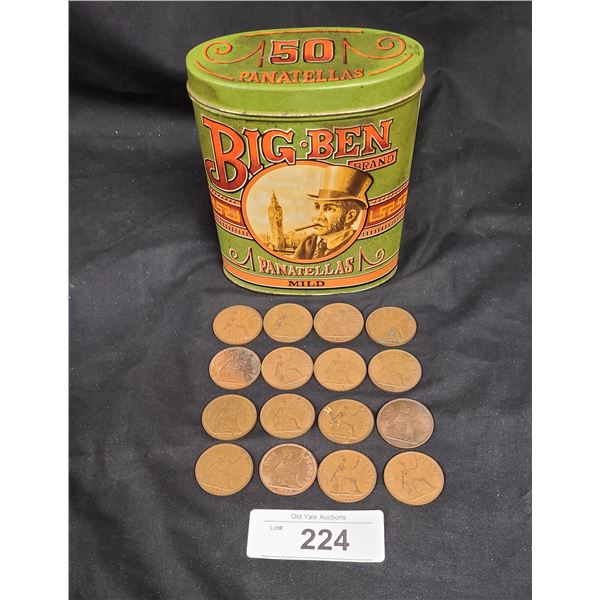 50
PANATELLAS
BIG·BEN
BRAND
PANATELLAS
MILD
Old Yale Auctions
Lot#:
224